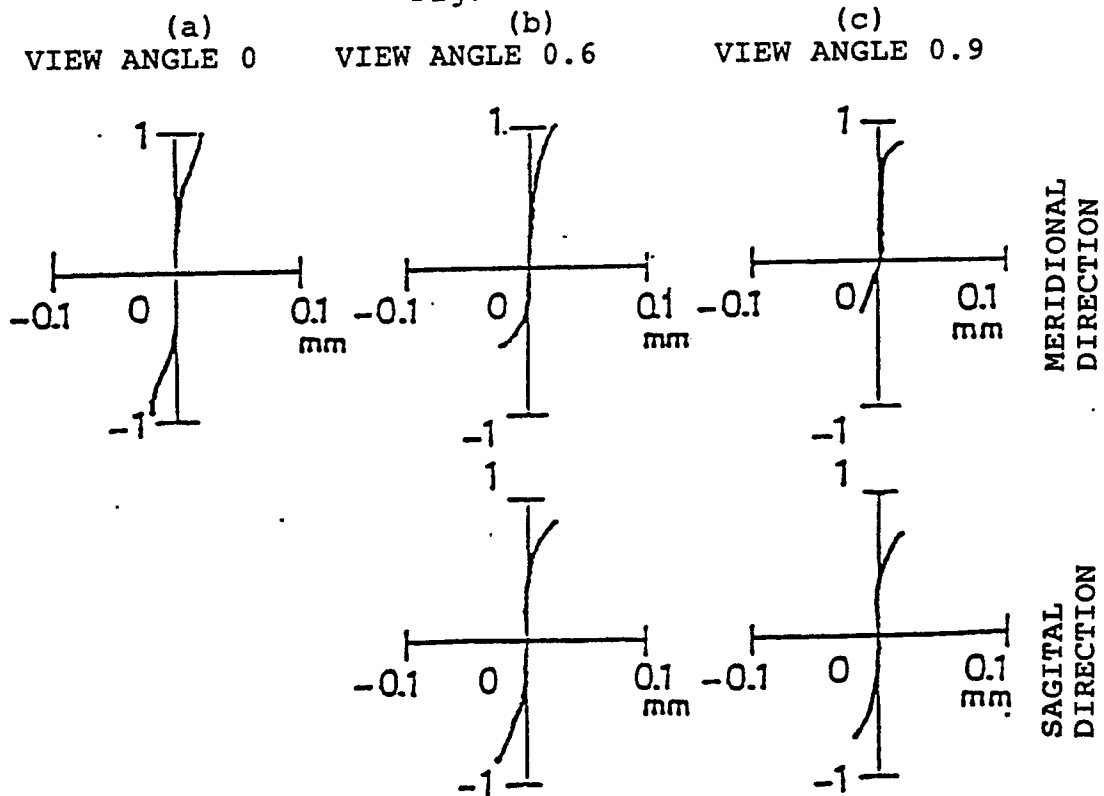 (a) (b) (c)
VIEW ANGLE 0 VIEW ANGLE 0.6 VIEW ANGLE 0.9
1 1. 1
-0.1 0 0.1 mm -0.1 0 0.1 mm -0.1 0 0.1 mm
-1 -1 -1
MERIDIONAL
DIRECTION
1 1
-0.1 0 0.1 mm -0.1 0 0.1 mm
-1 -1
SAGITAL
DIRECTION